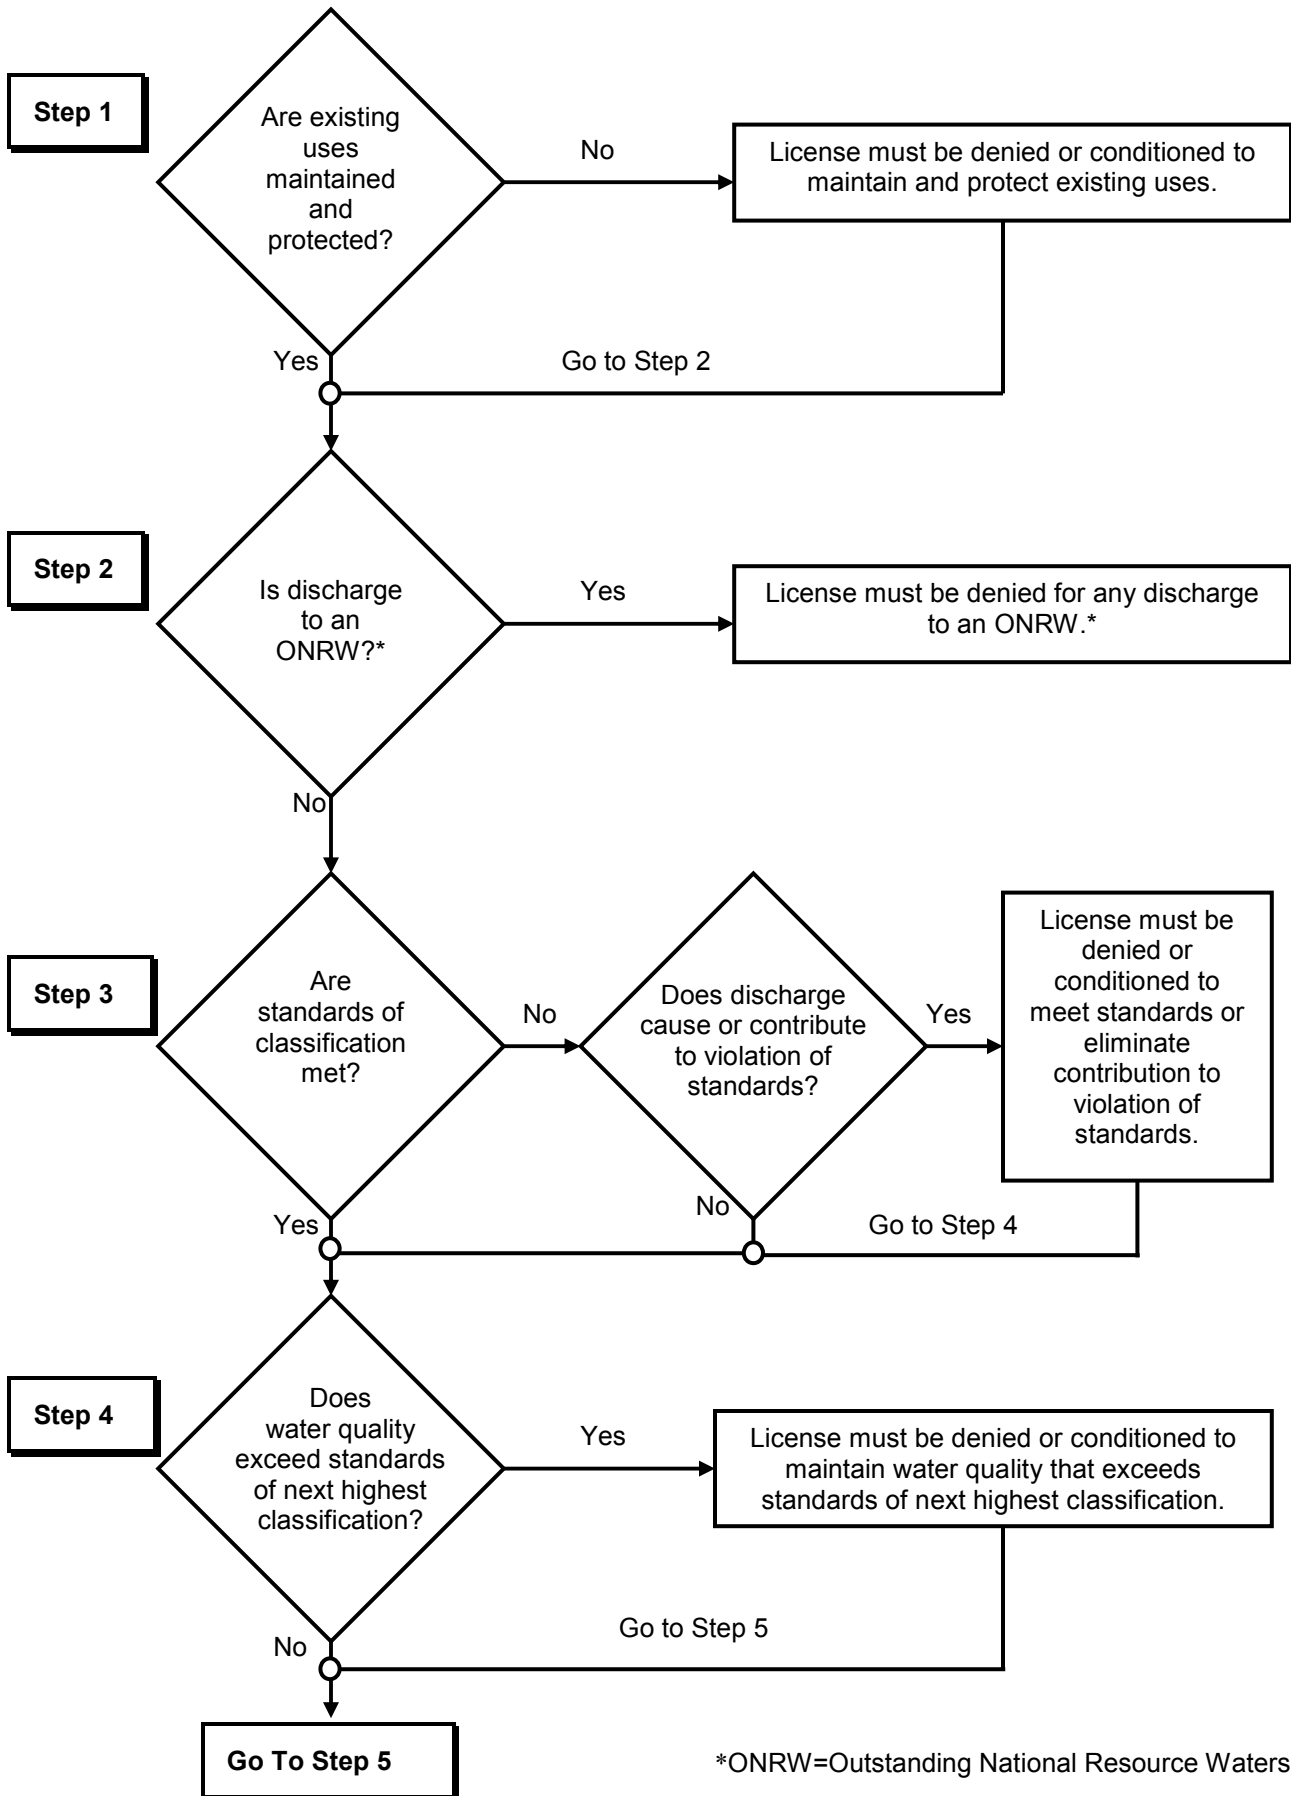 Step 1
Are existing
uses
maintained
and
protected?
No
License must be denied or conditioned to
maintain and protect existing uses.
Yes
Go to Step 2
Step 2
Is discharge
to an
ONRW?*
Yes
License must be denied for any discharge
to an ONRW.*
No
Step 3
Are
standards of
classification
met?
No
Does discharge
cause or contribute
to violation of
standards?
Yes
License must be
denied or
conditioned to
meet standards or
eliminate
contribution to
violation of
standards.
Yes
No
Go to Step 4
Step 4
Does
water quality
exceed standards
of next highest
classification?
Yes
License must be denied or conditioned to
maintain water quality that exceeds
standards of next highest classification.
No
Go to Step 5
Go To Step 5
*ONRW=Outstanding National Resource Waters